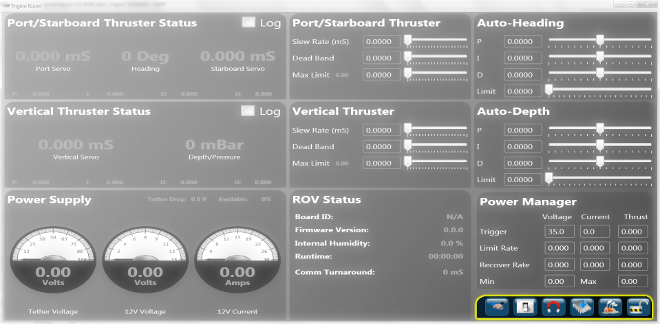 Engine Room
Port/Starboard Thruster Status Log
0.000 mS 0 Deg 0.000 mS
Port Servo Heading Starboard Servo
P: 0.000 I: 0.000 D: 0.000 O: 0.000
Port/Starboard Thruster
Slew Rate (mS) 0.0000
Dead Band 0.0000
Max Limit 0.00 0.0000
Auto-Heading
P 0.0000
I 0.0000
D 0.0000
Limit 0.0000
Vertical Thruster Status Log
0.000 mS 0 mBar
Vertical Servo Depth/Pressure
P: 0.000 I: 0.000 D: 0.000 O: 0.000
Vertical Thruster
Slew Rate (mS) 0.0000
Dead Band 0.0000
Max Limit 0.00 0.0000
Auto-Depth
P 0.0000
I 0.0000
D 0.0000
Limit 0.0000
Power Supply Tether Drop: 0.0 V Available: 0%
0.00 0.00 0.00
Volts Volts Amps
Tether Voltage 12V Voltage 12V Current
ROV Status
Board ID: N/A
Firmware Version: 0.0.0
Internal Humidity: 0.0 %
Runtime: 00:00:00
Comm Turnaround: 0 mS
Power Manager
Voltage Current Thrust
Trigger 35.0 0.0 0.000
Limit Rate 0.000 0.000 0.000
Recover Rate 0.000 0.000 0.000
Min 0.00 Max 0.00